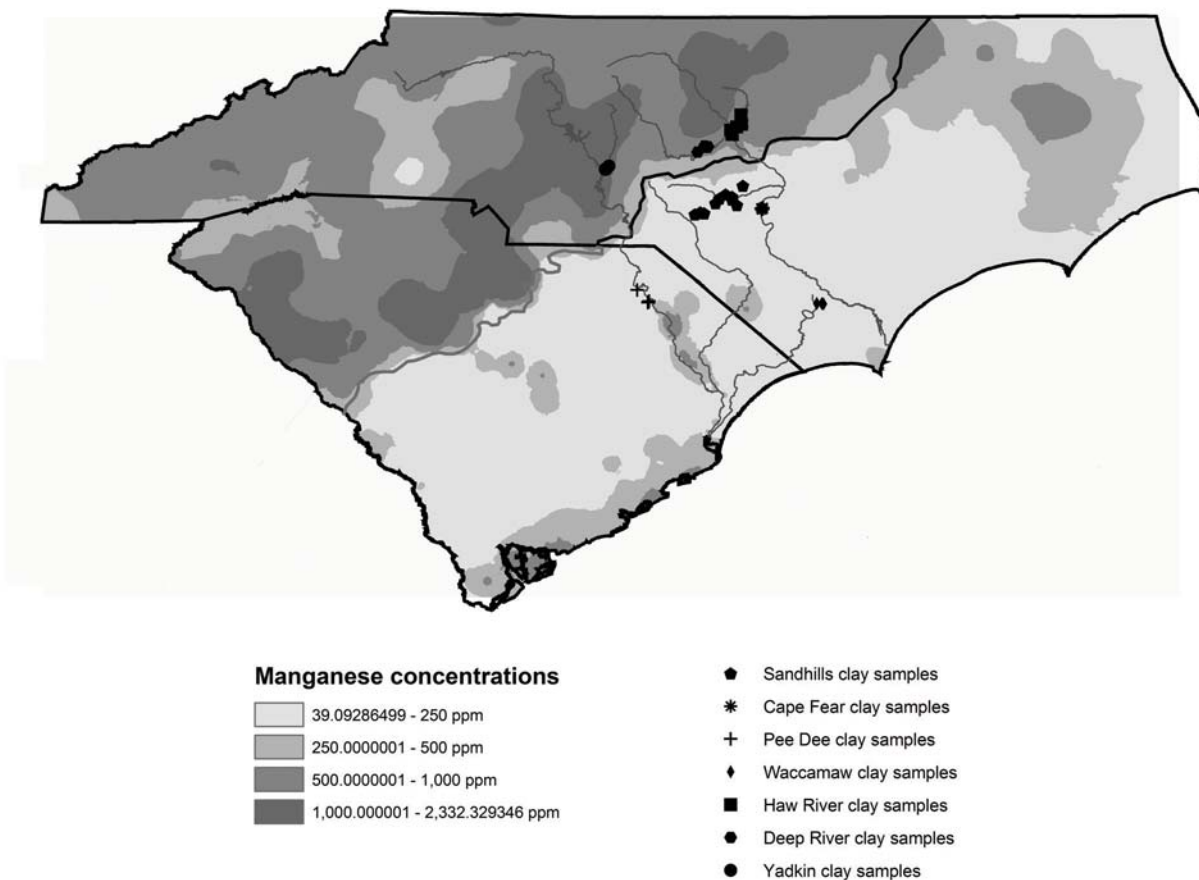 Manganese concentrations
39.09286499 - 250 ppm
250.0000001 - 500 ppm
500.0000001 - 1,000 ppm
1,000.000001 - 2,332.329346 ppm
Sandhills clay samples
Cape Fear clay samples
Pee Dee clay samples
Waccamaw clay samples
Haw River clay samples
Deep River clay samples
Yadkin clay samples